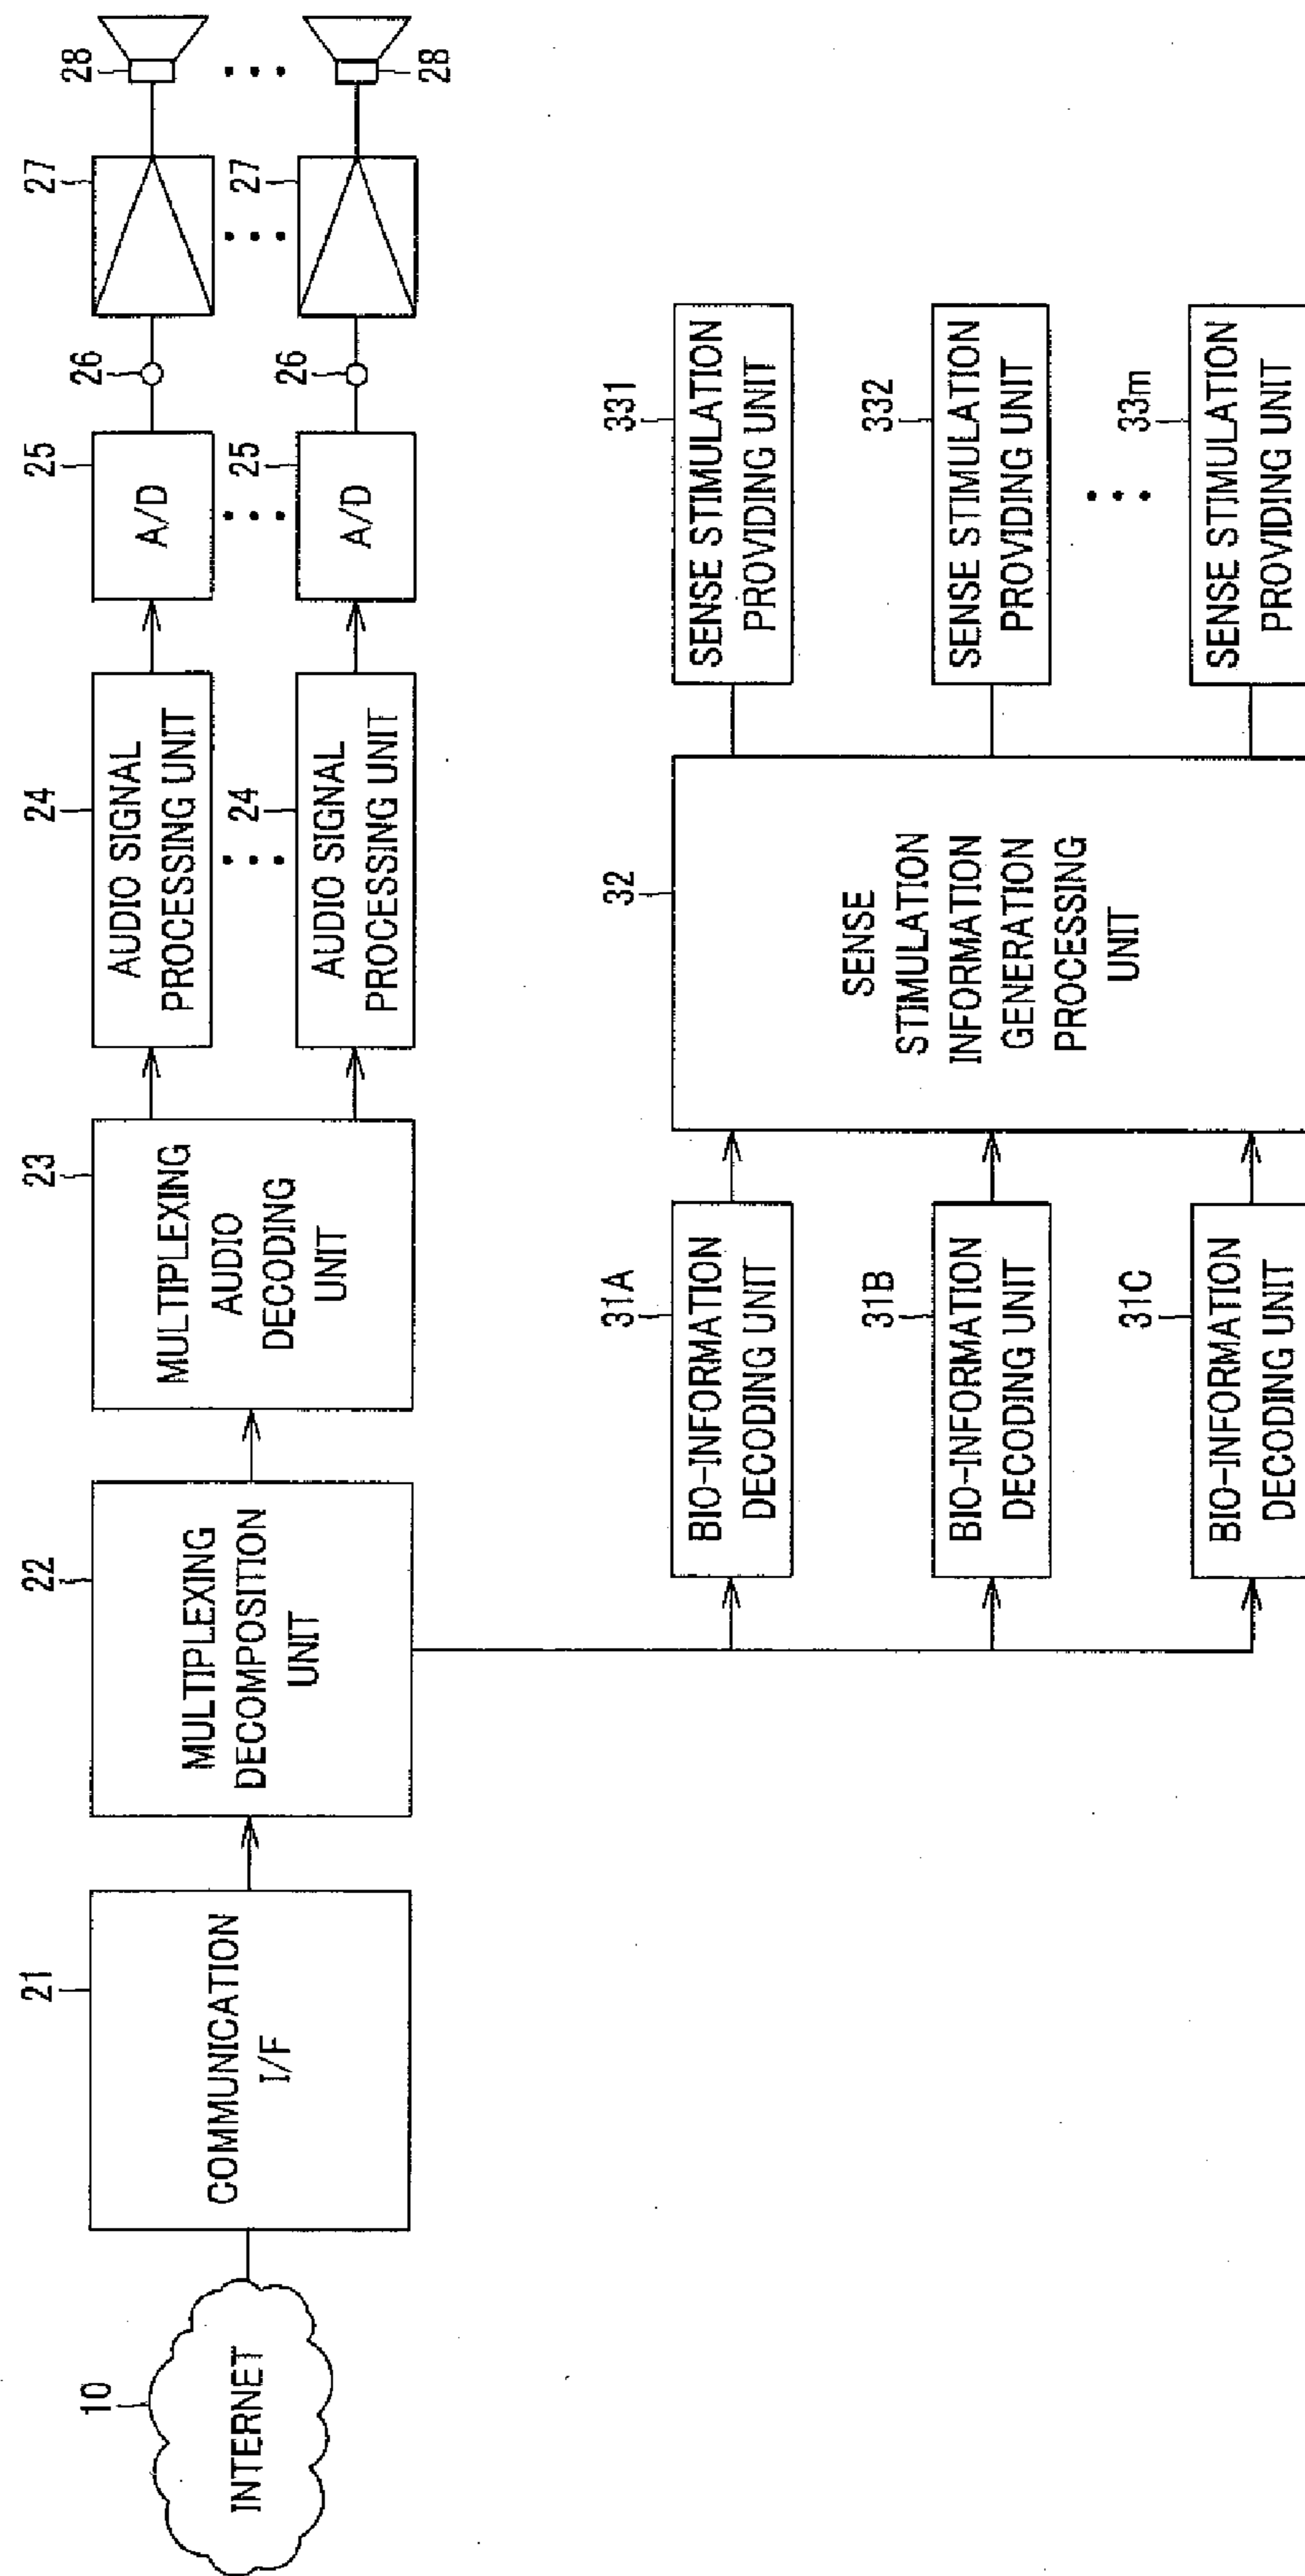 10
INTERNET
21
COMMUNICATION
I/F
22
MULTIPLEXING
DECOMPOSITION
UNIT
23
MULTIPLEXING
AUDIO
DECODING
UNIT
24
AUDIO SIGNAL
PROCESSING UNIT
24
AUDIO SIGNAL
PROCESSING UNIT
25
A/D
25
A/D
26
26
27
27
28
28
31A
BIO-INFORMATION
DECODING UNIT
31B
BIO-INFORMATION
DECODING UNIT
31C
BIO-INFORMATION
DECODING UNIT
32
SENSE
STIMULATION
INFORMATION
GENERATION
PROCESSING
UNIT
331
SENSE STIMULATION
PROVIDING UNIT
332
SENSE STIMULATION
PROVIDING UNIT
33m
SENSE STIMULATION
PROVIDING UNIT